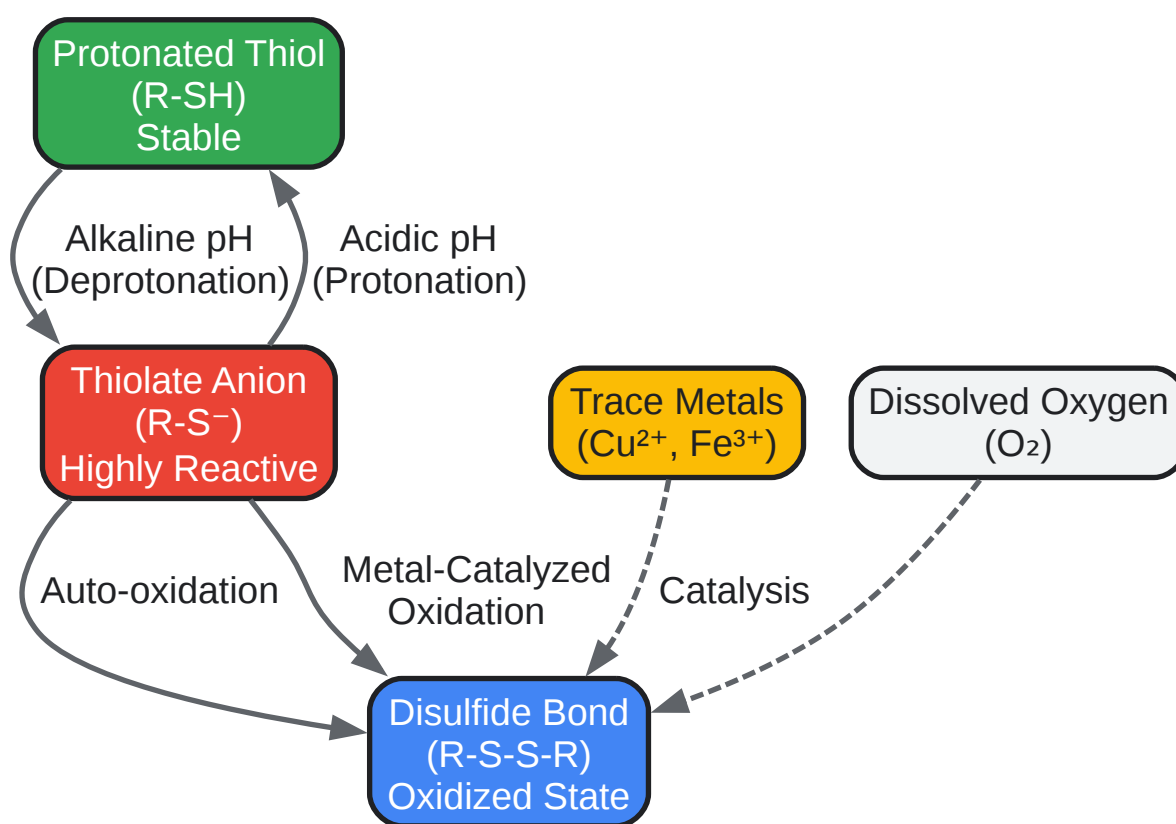 Protonated Thiol
(R-SH)
Stable
Alkaline pH
(Deprotonation)
Acidic pH
(Protonation)
Thiolate Anion
(R-S⁻)
Highly Reactive
Trace Metals
(Cu²⁺, Fe³⁺)
Dissolved Oxygen
(O₂)
Auto-oxidation
Metal-Catalyzed
Oxidation
Catalysis
Disulfide Bond
(R-S-S-R)
Oxidized State